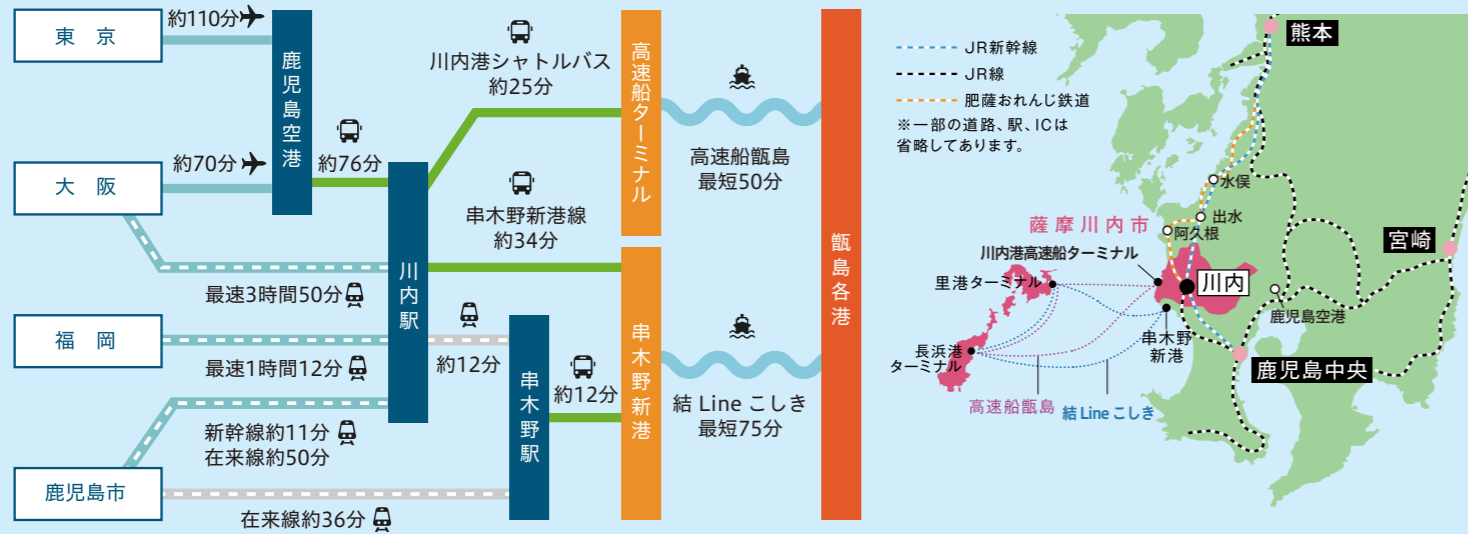 東京
約110分
鹿児島空港
大阪
約70分
約76分
最速3時間50分
福岡
最速1時間12分
新幹線約11分
在来線約50分
鹿児島市
在来線約36分
川内駅
川内港シャトルバス
約25分
串木野新港線
約34分
約12分
串木野駅
約12分
高速船ターミナル
串木野新港
高速船甑島
最短50分
結 Line こしき
最短75分
甑島各港
JR新幹線
JR線
肥薩おれんじ鉄道
※一部の道路、駅、ICは
省略してあります。
熊本
水俣
出水
阿久根
薩摩川内市
川内港高速船ターミナル
里港ターミナル
川内
宮崎
鹿児島空港
串木野
新港
長浜港
ターミナル
鹿児島中央
高速船甑島
結 Line こしき